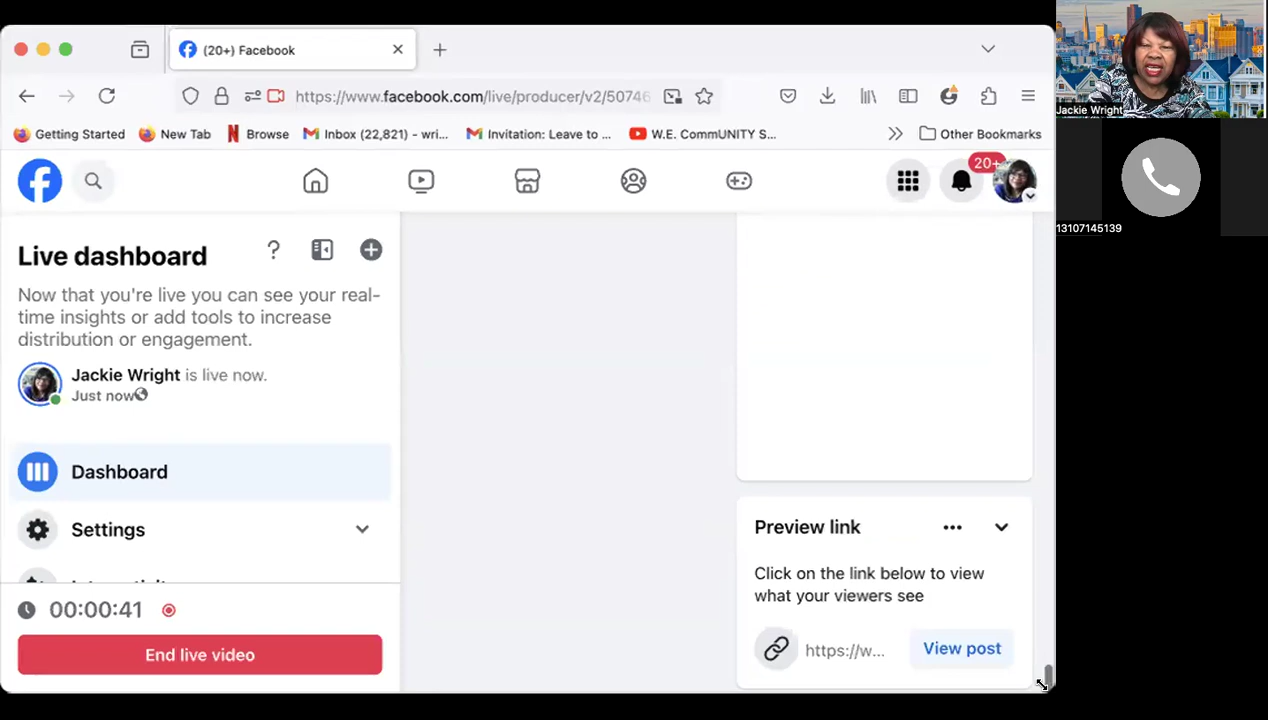 (20+) Facebook
https://www.facebook.com/live/producer/v2/50746
Getting Started
New Tab
Browse
Inbox (22,821) - wri...
Invitation: Leave to ...
W.E. CommUNITY S...
Other Bookmarks
20+
Live dashboard
Now that you're live you can see your real-
time insights or add tools to increase
distribution or engagement.
Jackie Wright is live now.
Just now
Dashboard
Settings
00:00:41
End live video
Preview link
Click on the link below to view
what your viewers see
https://w...
View post
Jackie Wright
13107145139